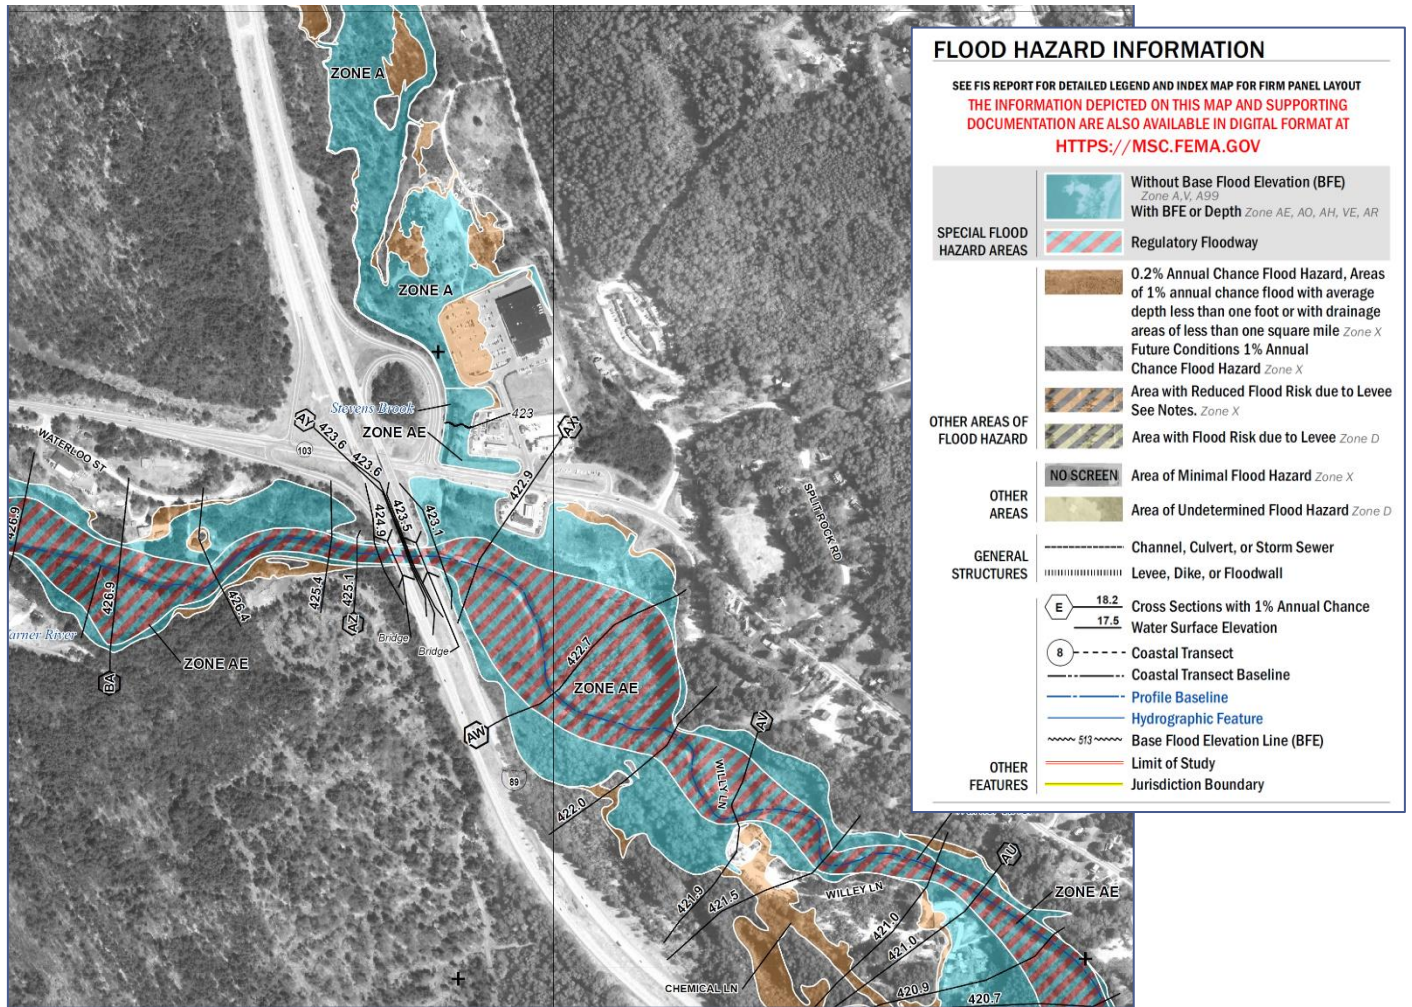 ZONE A
ZONE A
Stevens Brook
423
ZONE AE
AY
423.6
423.6
103
AX
WATERLOO ST
422.9
424.9
423.5
423.1
426.9
426.9
426.4
425.4
425.1
AZ
Bridge
Bridge
BA
ZONE AE
SPLIT ROCK RD
422.7
ZONE AE
AW
AV
WILLY LN
89
422.0
421.9
421.5
WILLEY LN
AU
ZONE AE
421.0
421.0
420.9
420.7
CHEMICAL LN
FLOOD HAZARD INFORMATION
SEE FIS REPORT FOR DETAILED LEGEND AND INDEX MAP FOR FIRM PANEL LAYOUT
THE INFORMATION DEPICTED ON THIS MAP AND SUPPORTING
DOCUMENTATION ARE ALSO AVAILABLE IN DIGITAL FORMAT AT
HTTPS://MSC.FEMA.GOV
SPECIAL FLOOD
HAZARD AREAS
Without Base Flood Elevation (BFE)
Zone A,V, A99
With BFE or Depth Zone AE, AO, AH, VE, AR
Regulatory Floodway
OTHER AREAS OF
FLOOD HAZARD
0.2% Annual Chance Flood Hazard, Areas
of 1% annual chance flood with average
depth less than one foot or with drainage
areas of less than one square mile Zone X
Future Conditions 1% Annual
Chance Flood Hazard Zone X
Area with Reduced Flood Risk due to Levee
See Notes. Zone X
Area with Flood Risk due to Levee Zone D
OTHER
AREAS
NO SCREEN Area of Minimal Flood Hazard Zone X
Area of Undetermined Flood Hazard Zone D
GENERAL
STRUCTURES
Channel, Culvert, or Storm Sewer
Levee, Dike, or Floodwall
E 18.2 Cross Sections with 1% Annual Chance
17.5 Water Surface Elevation
8 Coastal Transect
Coastal Transect Baseline
Profile Baseline
Hydrographic Feature
513 Base Flood Elevation Line (BFE)
OTHER
FEATURES
Limit of Study
Jurisdiction Boundary